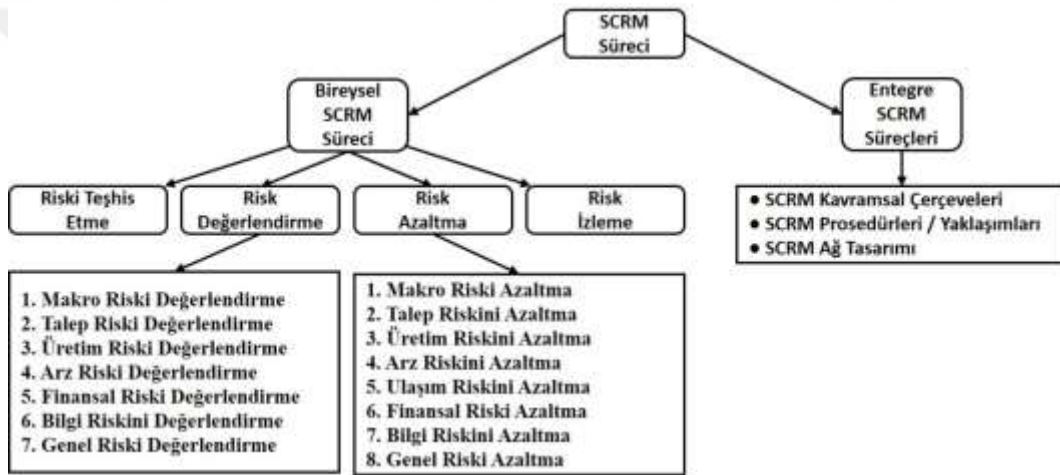 SCRM
Süreci
Bireysel
SCRM
Süreci
Entegre
SCRM
Süreçleri
Riski Teşhis
Etme
Risk
Değerlendirme
Risk
Azaltma
Risk
İzleme
● SCRM Kavramsal Çerçeveleri
● SCRM Prosedürleri / Yaklaşımları
● SCRM Ağ Tasarımı
1. Makro Riski Değerlendirme
2. Talep Riski Değerlendirme
3. Üretim Riski Değerlendirme
4. Arz Riski Değerlendirme
5. Finansal Riski Değerlendirme
6. Bilgi Riskini Değerlendirme
7. Genel Riski Değerlendirme
1. Makro Riski Azaltma
2. Talep Riskini Azaltma
3. Üretim Riskini Azaltma
4. Arz Riskini Azaltma
5. Ulaşım Riskini Azaltma
6. Finansal Riski Azaltma
7. Bilgi Riskini Azaltma
8. Genel Riski Azaltma